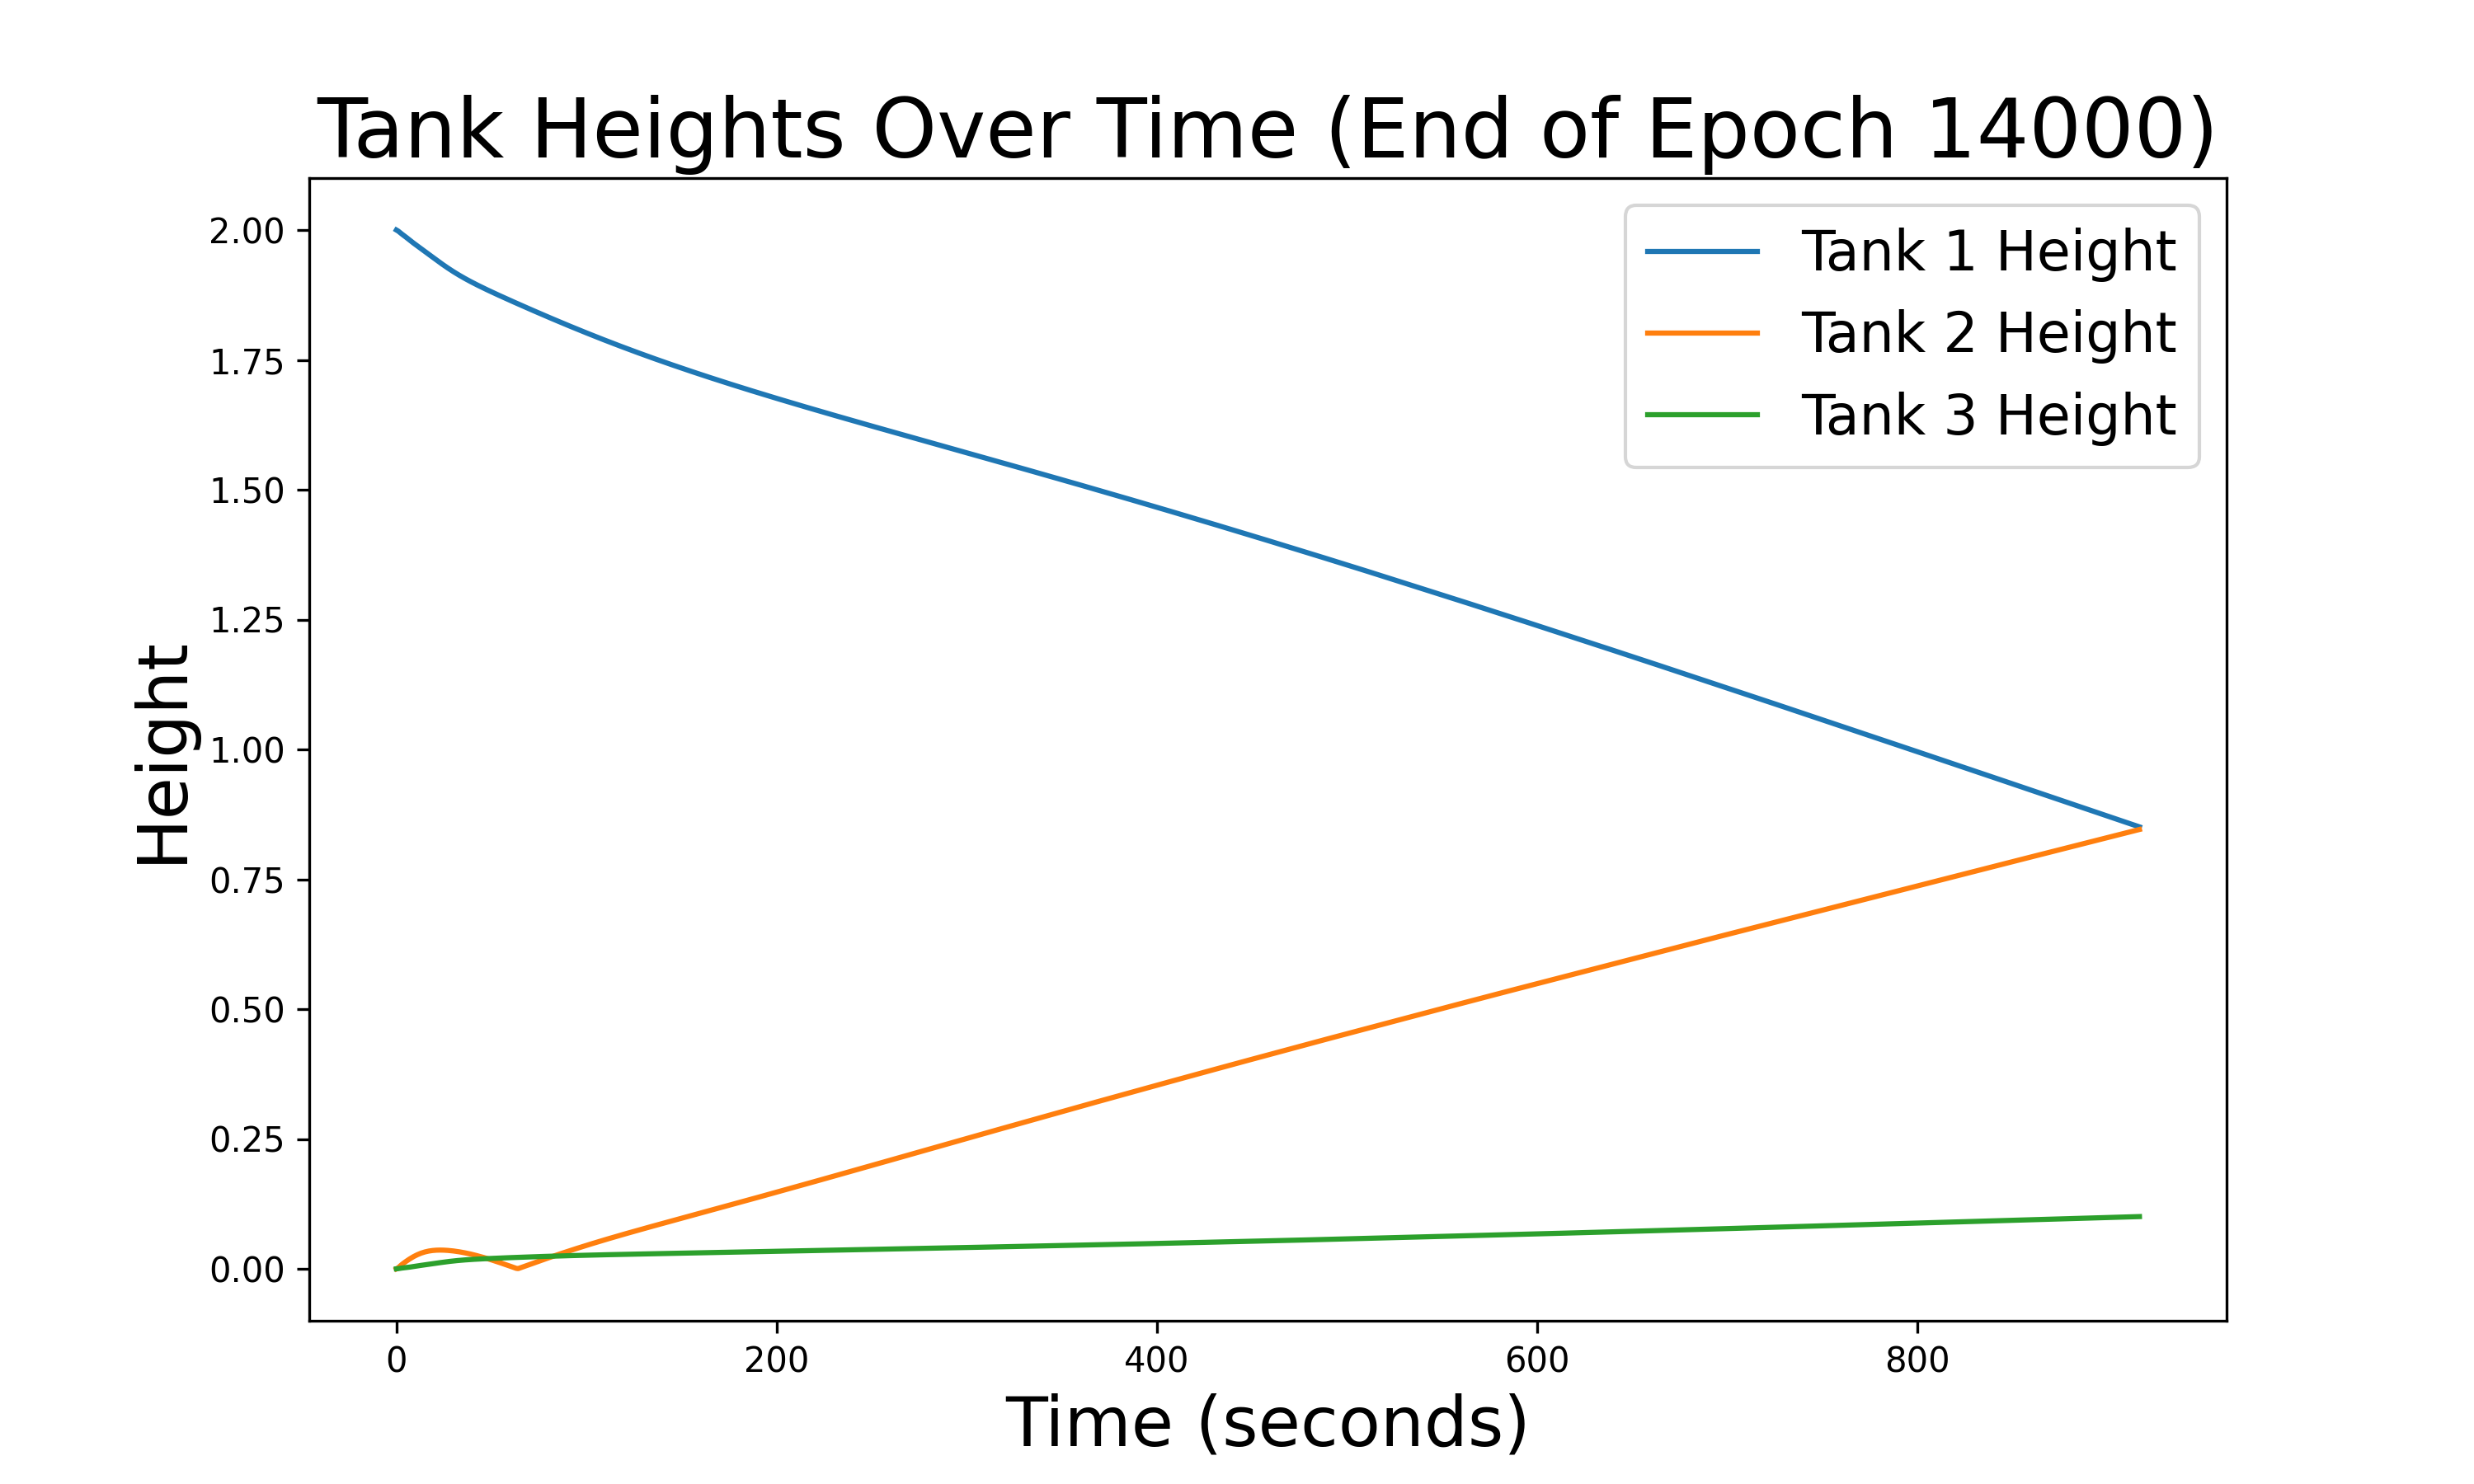 Tank Heights Over Time (End of Epoch 14000)
Tank 1 Height
Tank 2 Height
Tank 3 Height
Height
2.00
1.75
1.50
1.25
1.00
0.75
0.50
0.25
0.00
0 200 400 600 800
Time (seconds)